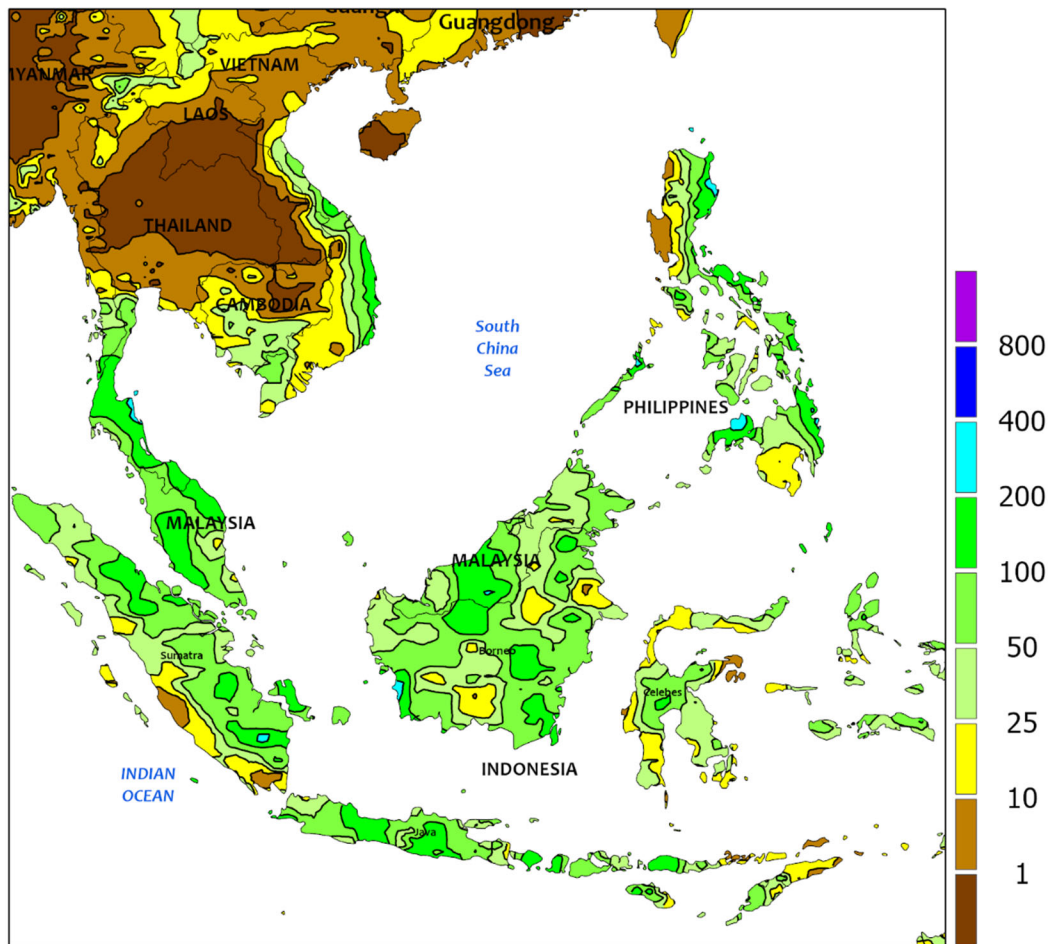 Guangdong
VIETNAM
MYANMAR
LAOS
THAILAND
CAMBODIA
South
China
Sea
PHILIPPINES
MALAYSIA
MALAYSIA
Sumatra
Borneo
Celebes
INDIAN
OCEAN
INDONESIA
Java
800
400
200
100
50
25
10
1